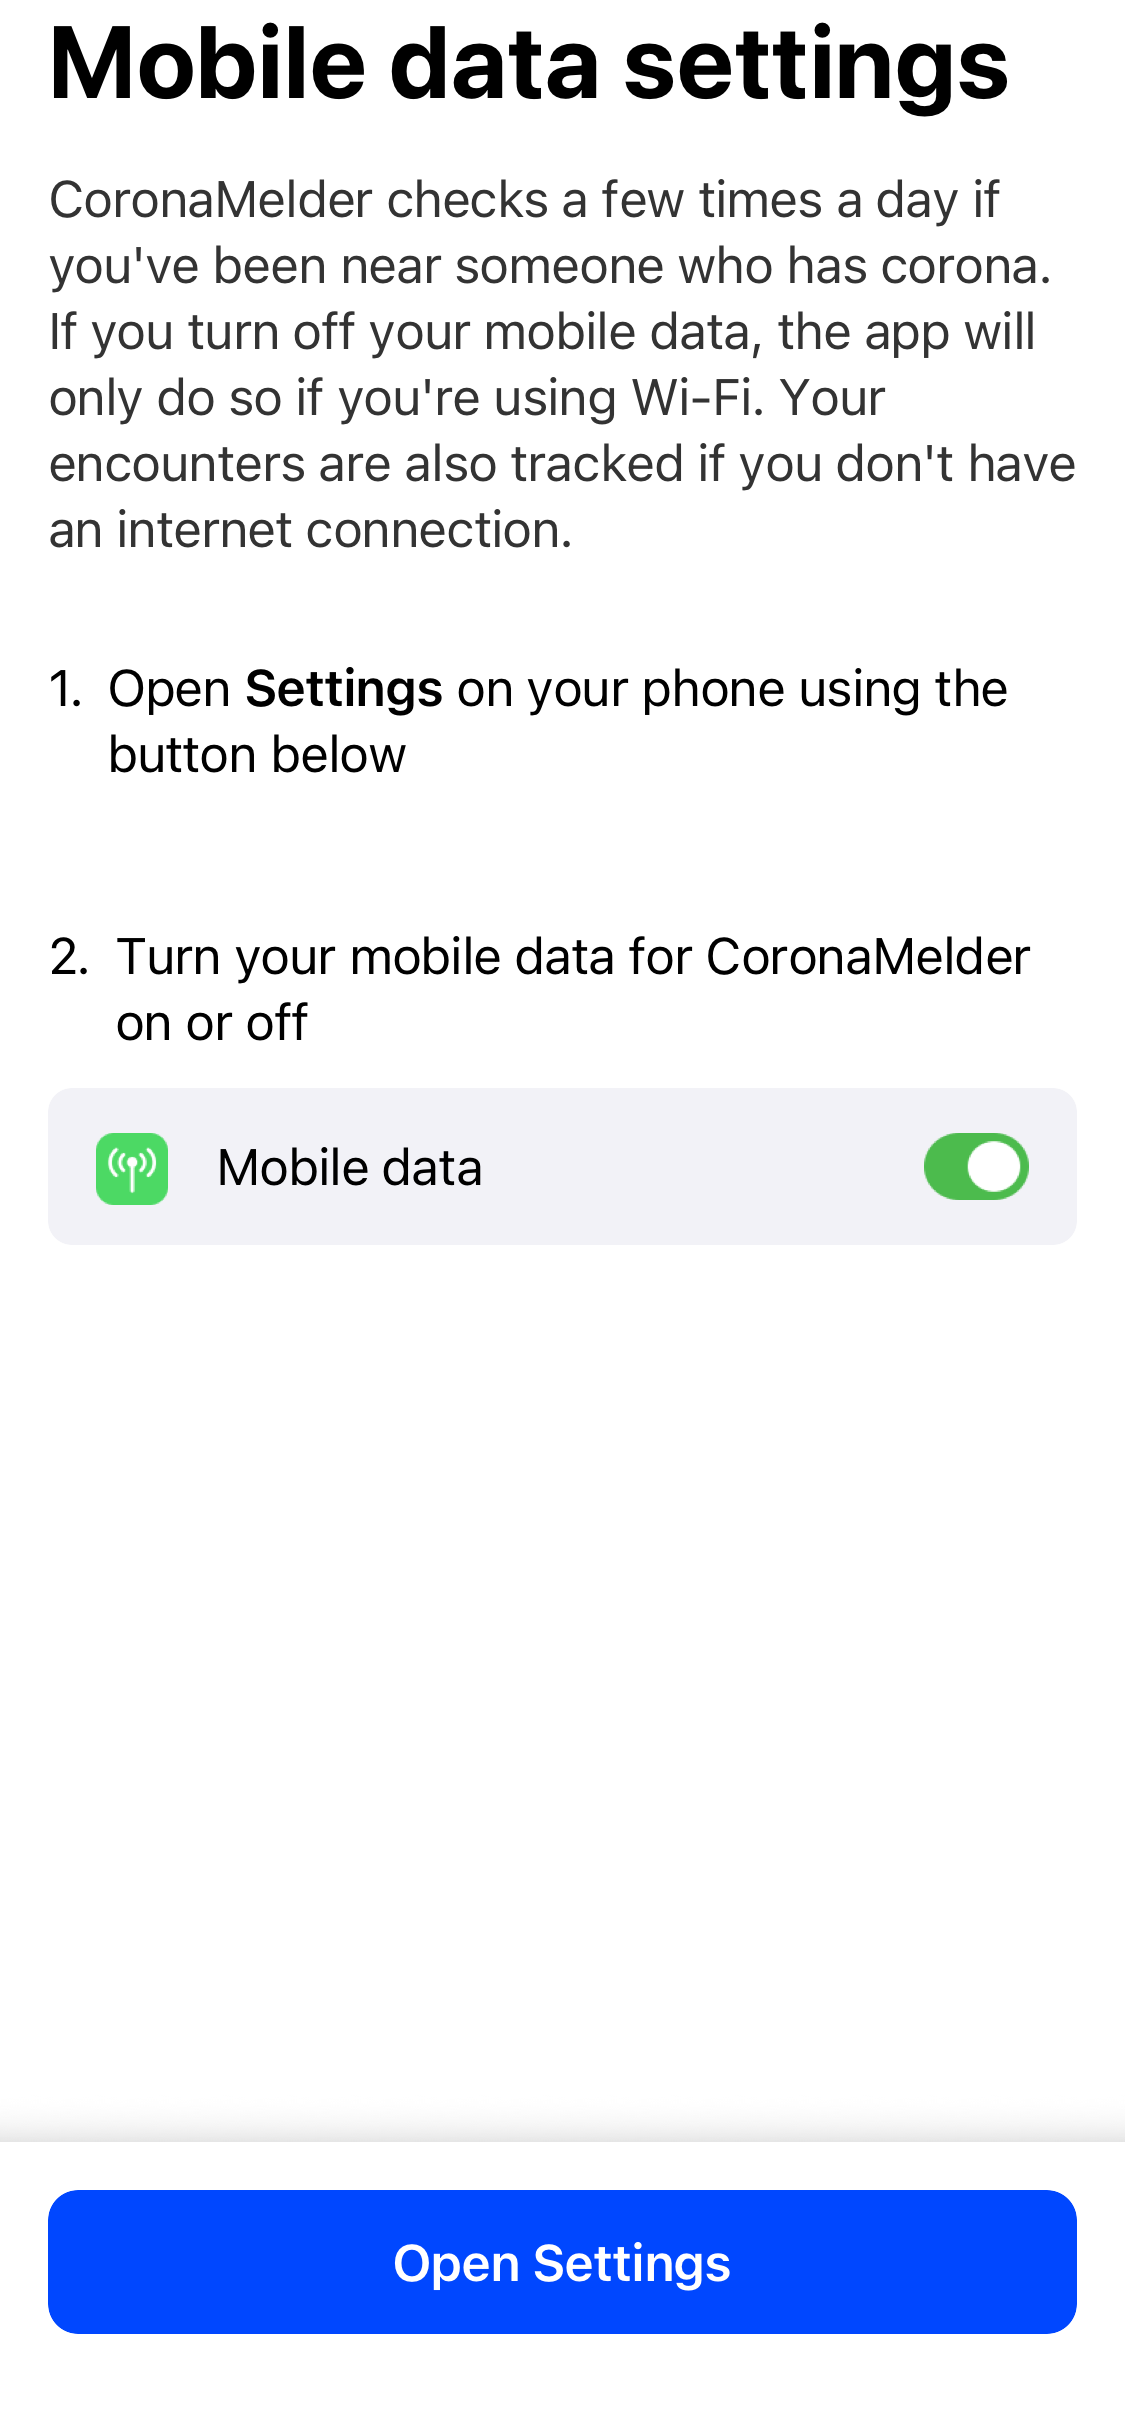 Mobile data settings
CoronaMelder checks a few times a day if
you've been near someone who has corona.
If you turn off your mobile data, the app will
only do so if you're using Wi-Fi. Your
encounters are also tracked if you don't have
an internet connection.
1. Open Settings on your phone using the
button below
2. Turn your mobile data for CoronaMelder
on or off
Mobile data
Open Settings